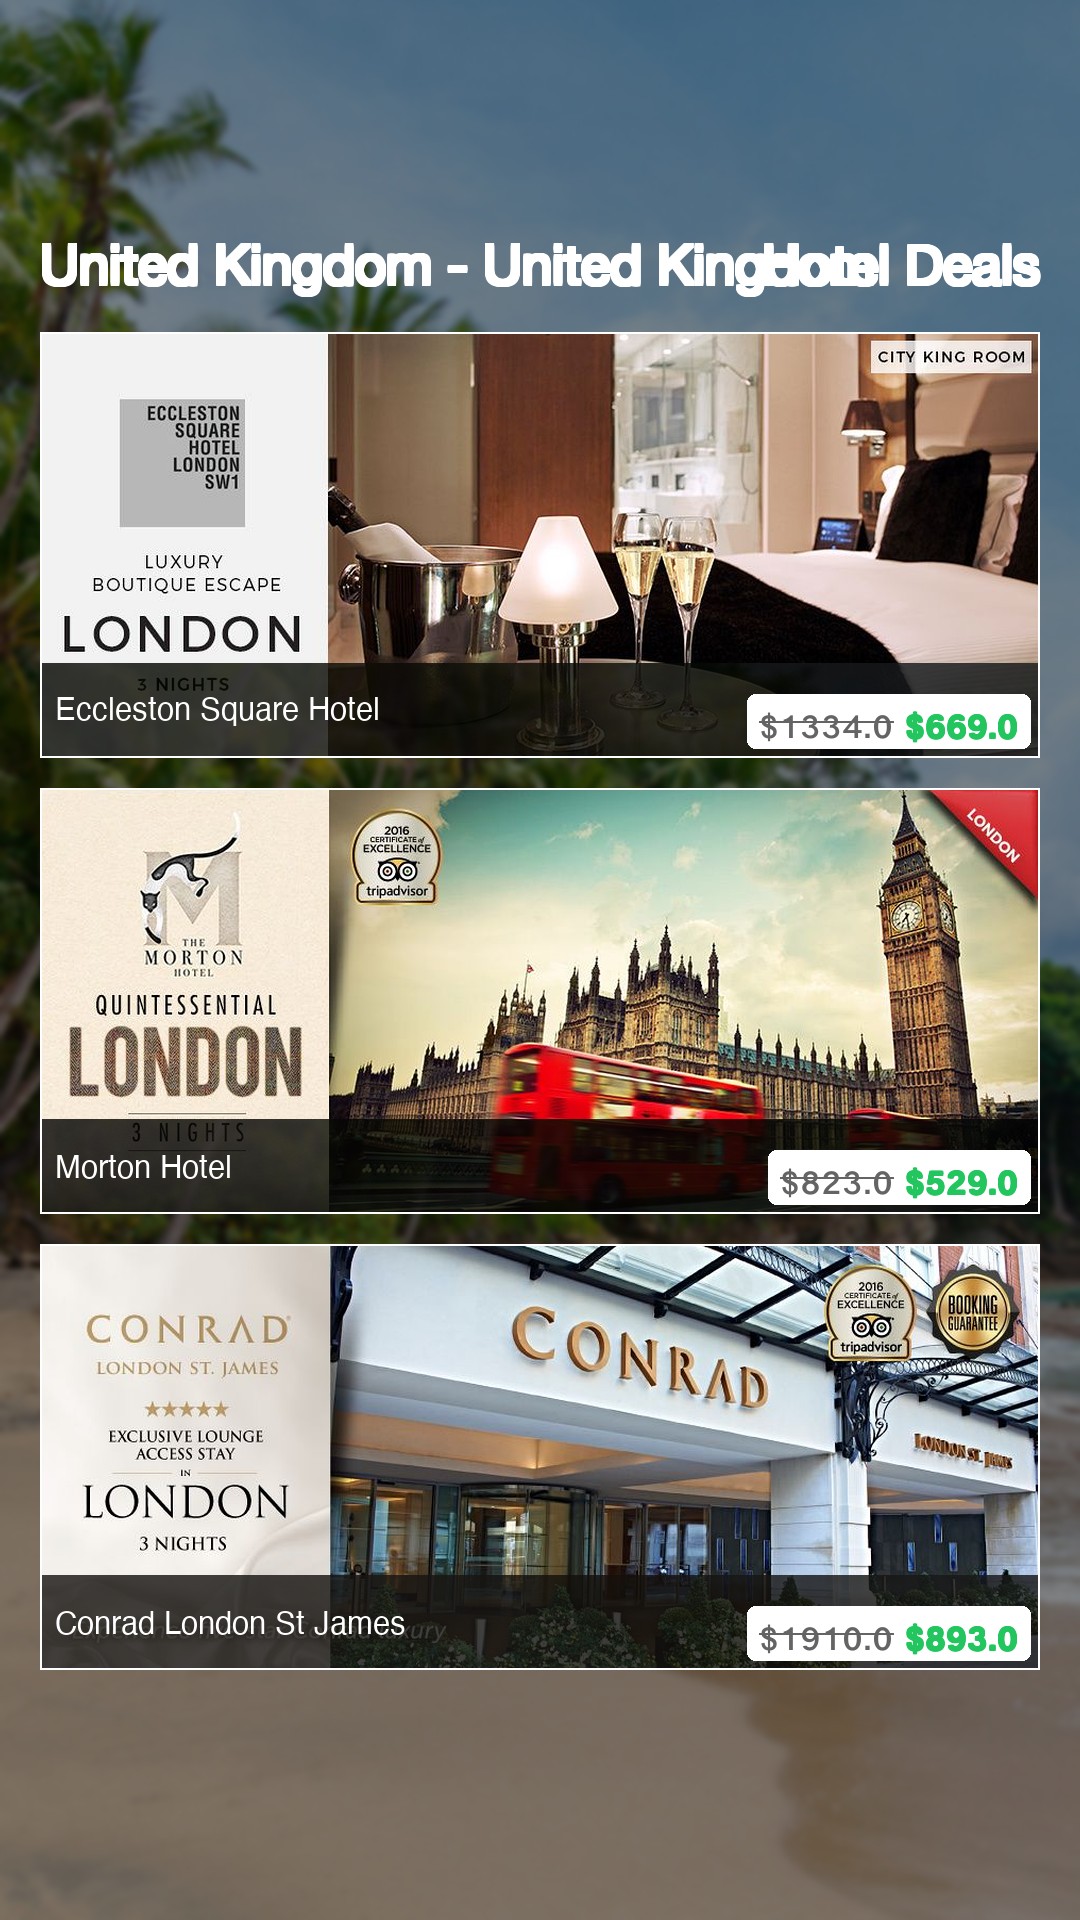 United Kingdom - United Kingdom
Hotel Deals
CITY KING ROOM
ECCLESTON
SQUARE
HOTEL
LONDON
SW1
LUXURY
BOUTIQUE ESCAPE
LONDON
3 NIGHTS
Eccleston Square Hotel
$1334.0 $669.0
2016
CERTIFICATE of
EXCELLENCE
tripadvisor
LONDON
M
THE
MORTON
HOTEL
QUINTESSENTIAL
LONDON
3 NIGHTS
Morton Hotel
$823.0 $529.0
CONRAD
LONDON ST. JAMES
EXCLUSIVE LOUNGE
ACCESS STAY
IN
LONDON
3 NIGHTS
CONRAD
LONDON ST. JAMES
2016
CERTIFICATE of
EXCELLENCE
tripadvisor
BOOKING
GUARANTEE
Conrad London St James
$1910.0 $893.0